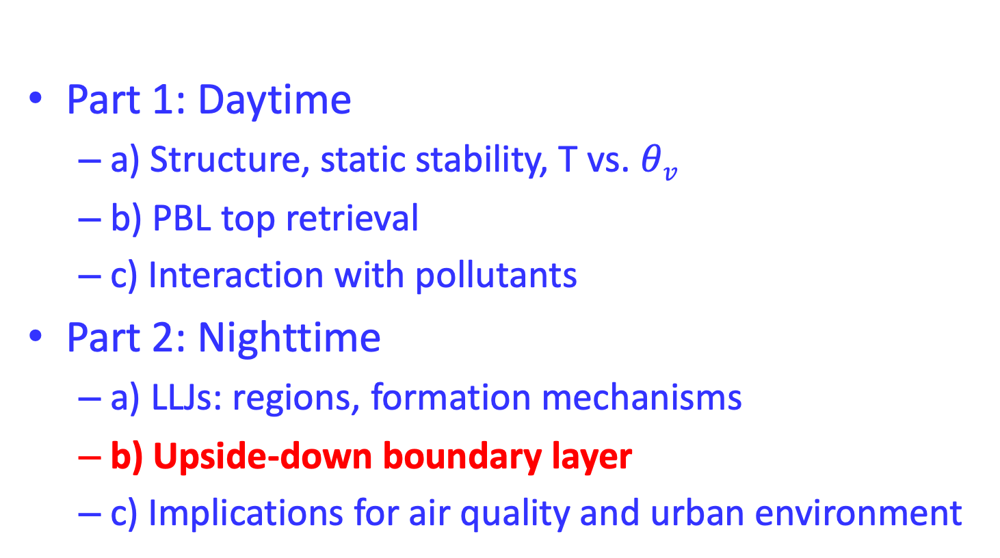 • Part 1: Daytime
– a) Structure, static stability, T vs. θᵥ
– b) PBL top retrieval
– c) Interaction with pollutants
• Part 2: Nighttime
– a) LLJs: regions, formation mechanisms
– b) Upside-down boundary layer
– c) Implications for air quality and urban environment